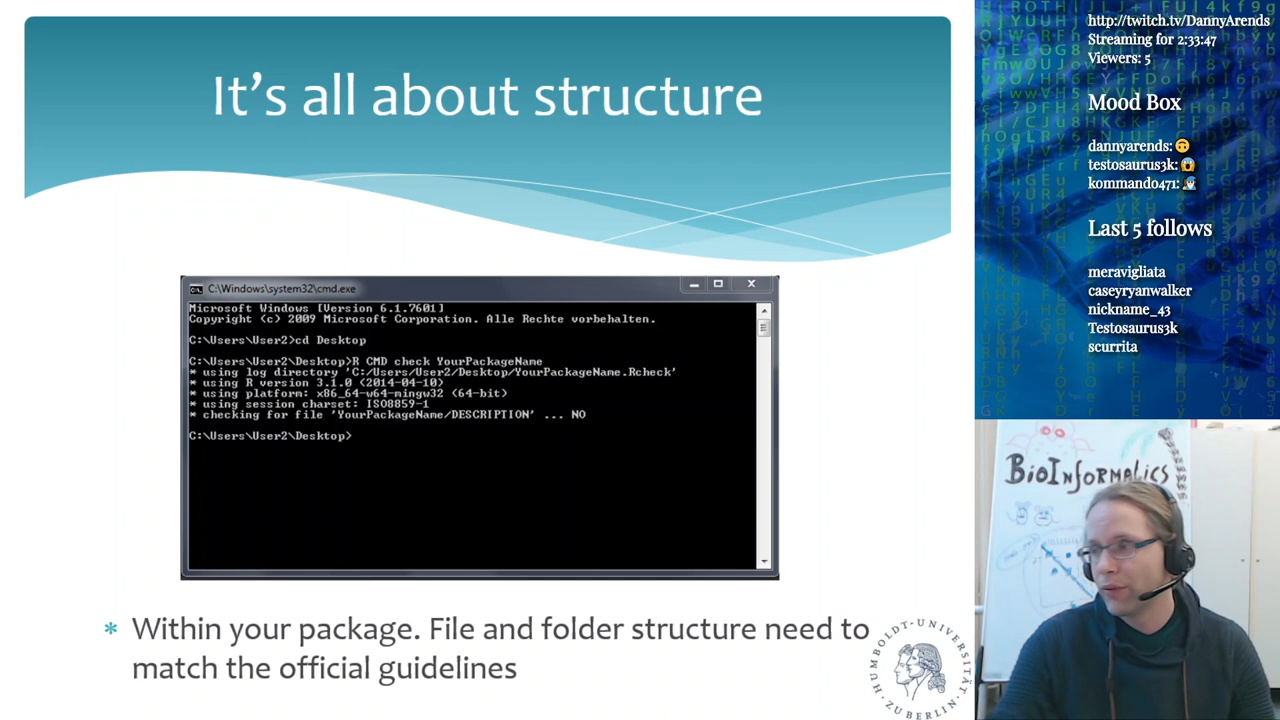 It's all about structure
C:\Windows\system32\cmd.exe
Microsoft Windows [Version 6.1.7601]
Copyright (c) 2009 Microsoft Corporation. Alle Rechte vorbehalten.
C:\Users\User2>cd Desktop
C:\Users\User2\Desktop>R CMD check YourPackageName
* using log directory 'C:/Users/User2/Desktop/YourPackageName.Rcheck'
* using R version 3.1.0 (2014-04-10)
* using platform: x86_64-w64-mingw32 (64-bit)
* using session charset: ISO8859-1
* checking for file 'YourPackageName/DESCRIPTION' ... NO
C:\Users\User2\Desktop>
* Within your package. File and folder structure need to
match the official guidelines
HUMBOLDT-UNIVERSITÄT
ZU BERLIN
http://twitch.tv/DannyArends
Streaming for 2:33:47
Viewers: 5
Mood Box
dannyarends: 🙃
testosaurus3k: 😱
kommando471:
Last 5 follows
meravigliata
caseyryanwalker
nickname_43
Testosaurus3k
scurrita
BioInformatics